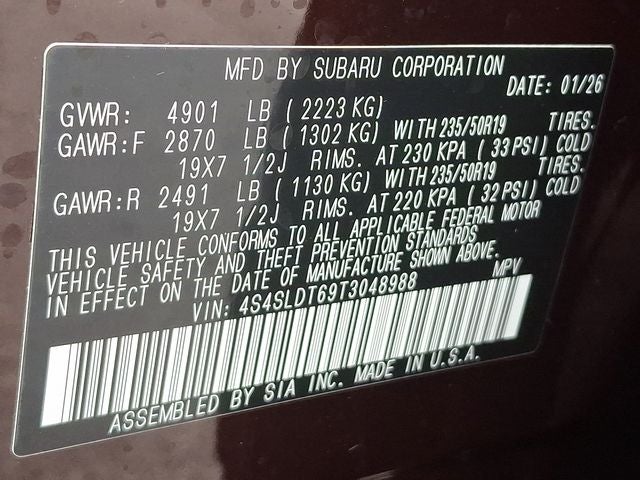 MFD BY SUBARU CORPORATION
DATE: 01/26
GVWR: 4901 LB (2223 KG)
GAWR:F 2870 LB (1302 KG) WITH 235/50R19 TIRES.
19X7 1/2J RIMS. AT 230 KPA (33 PSI) COLD
GAWR:R 2491 LB (1130 KG) WITH 235/50R19 TIRES.
19X7 1/2J RIMS. AT 220 KPA (32 PSI) COLD
THIS VEHICLE CONFORMS TO ALL APPLICABLE FEDERAL MOTOR
VEHICLE SAFETY AND THEFT PREVENTION STANDARDS
IN EFFECT ON THE DATE OF MANUFACTURE SHOWN ABOVE.
VIN: 4S4SLDT69T3048988 MPV
ASSEMBLED BY SIA INC. MADE IN U.S.A.